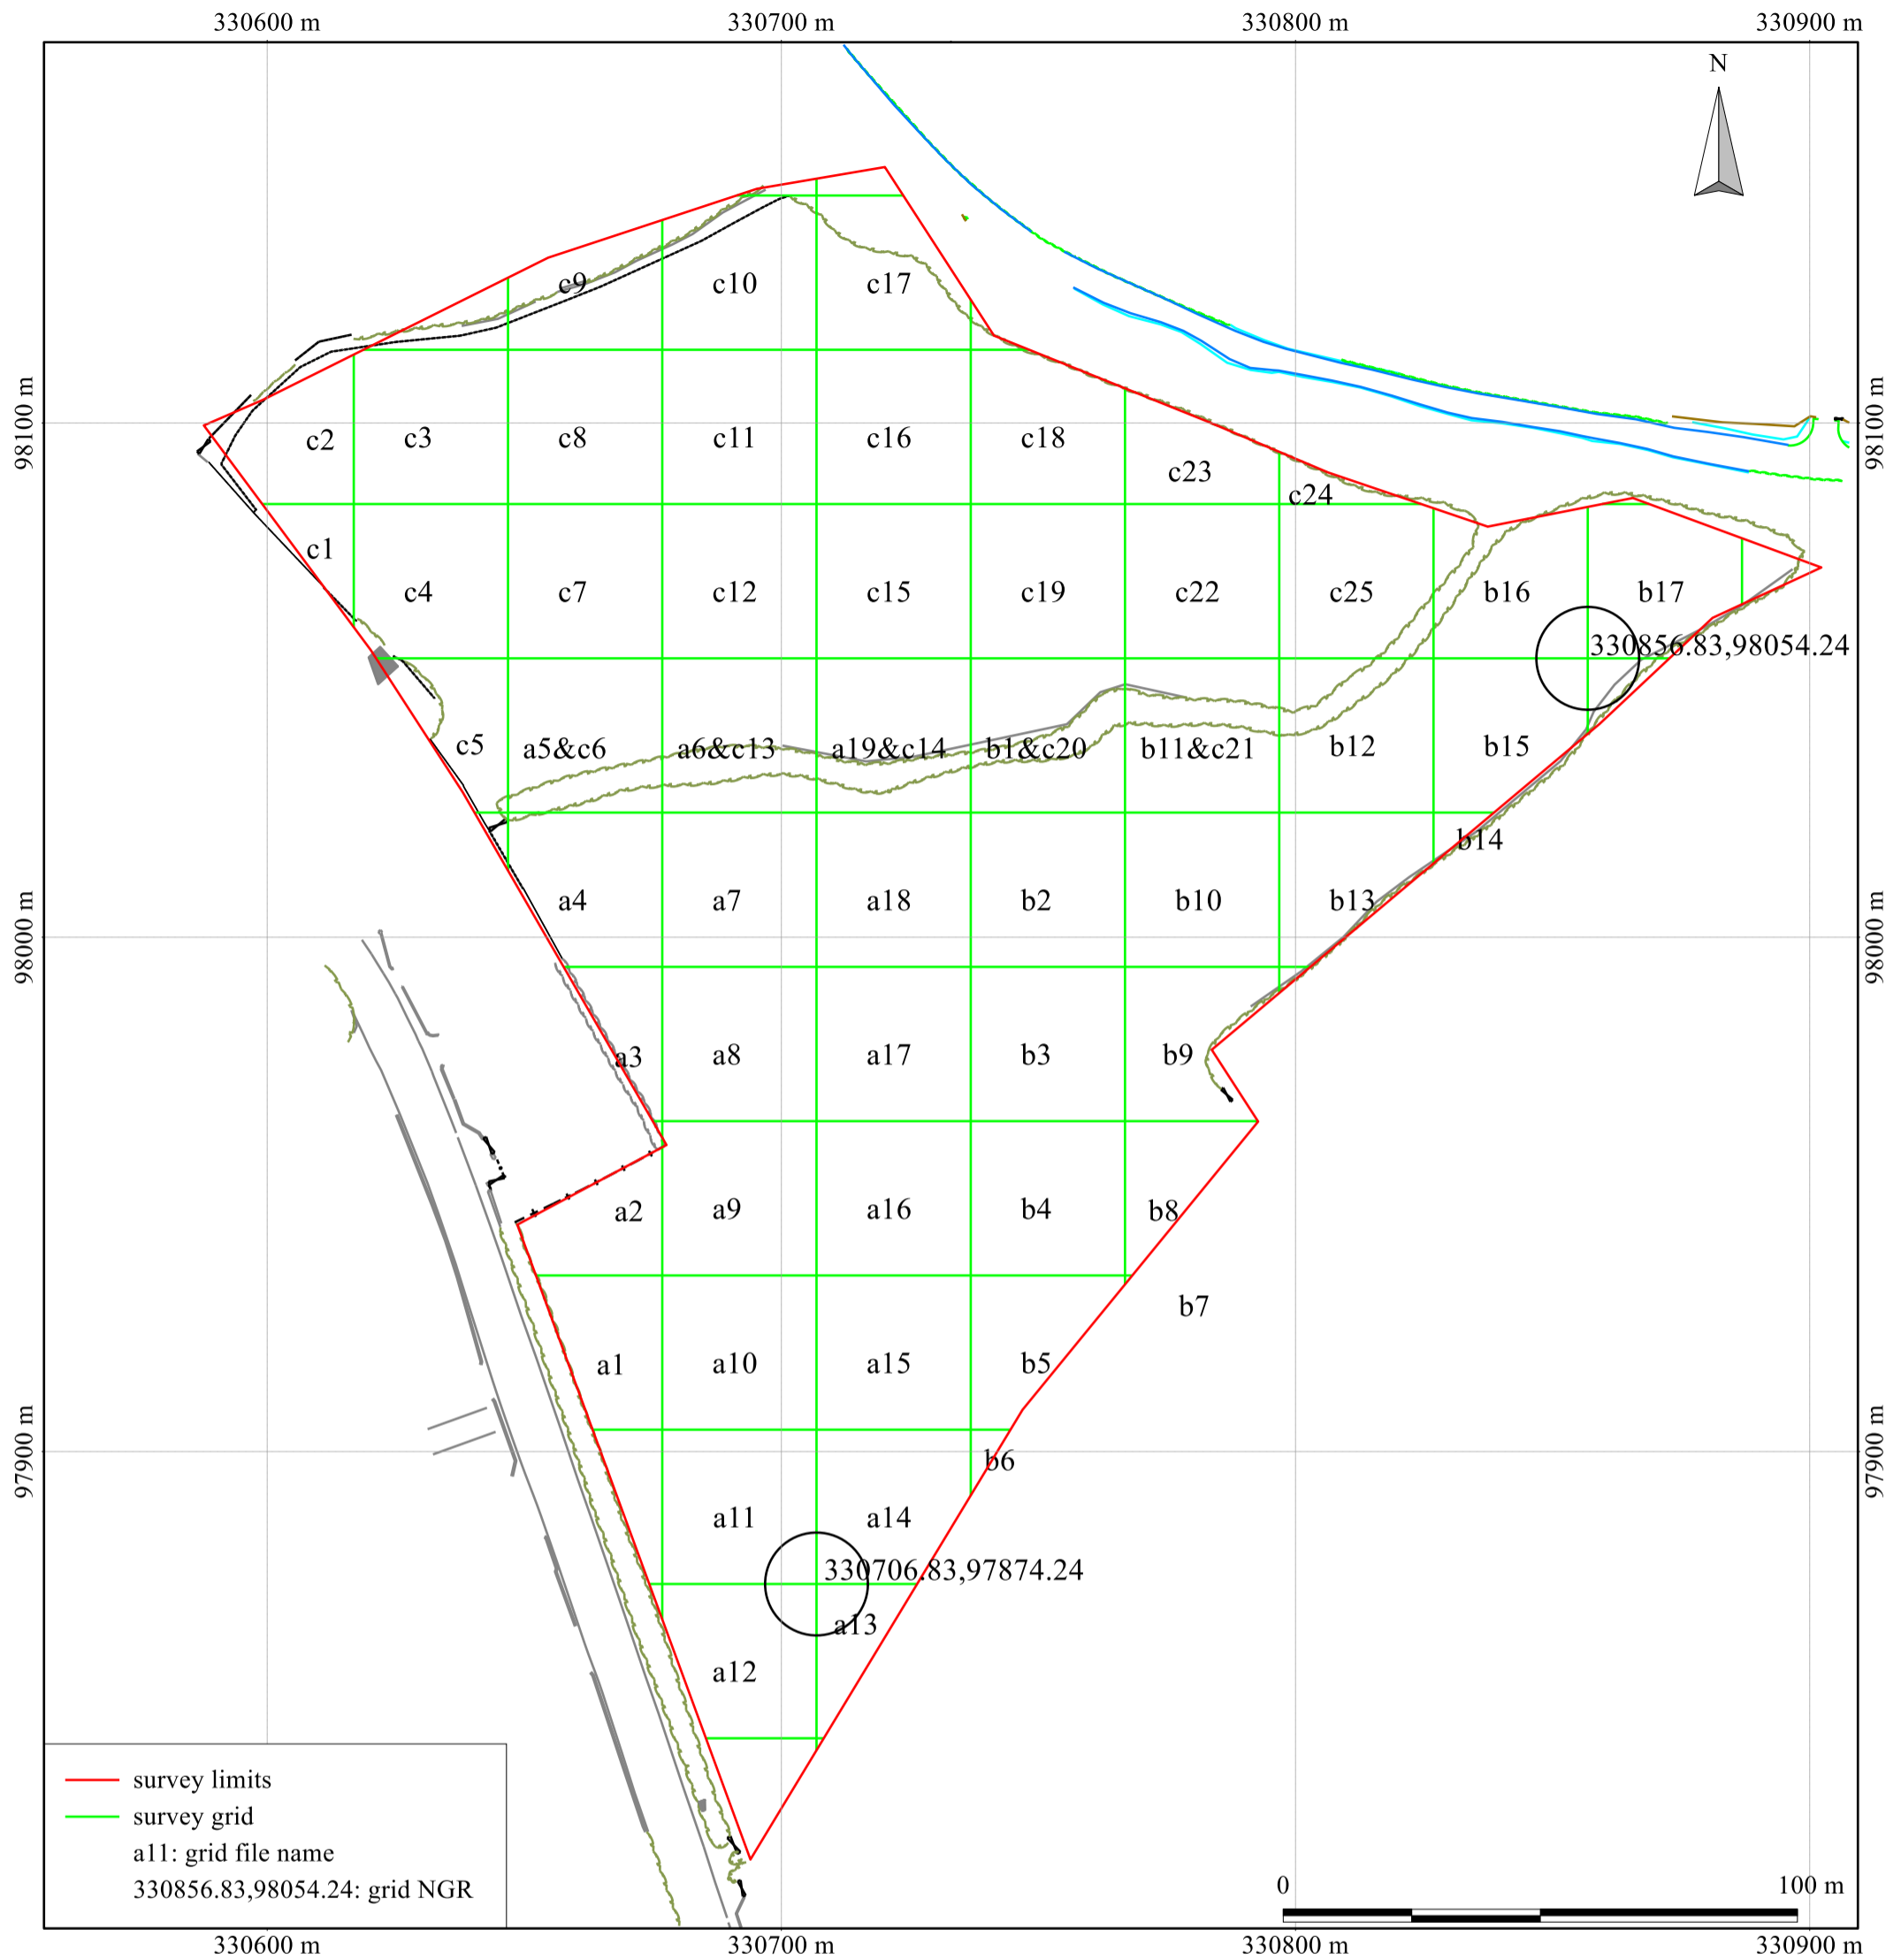 330600 m 330700 m 330800 m 330900 m
N
c9 c10 c17
98100 m 98100 m
c2 c3 c8 c11 c16 c18
c23
c24
c1
c4 c7 c12 c15 c19 c22 c25 b16 b17
330856.83,98054.24
c5 a5&c6 a6&c13 a19&c14 b1&c20 b11&c21 b12 b15
b14
a4 a7 a18 b2 b10 b13
98000 m 98000 m
a3 a8 a17 b3 b9
a2 a9 a16 b4 b8
b7
a1 a10 a15 b5
97900 m 97900 m
b6
a11 a14
330706.83,97874.24
a13
a12
survey limits
survey grid
a11: grid file name
330856.83,98054.24: grid NGR
0 100 m
330600 m 330700 m 330800 m 330900 m